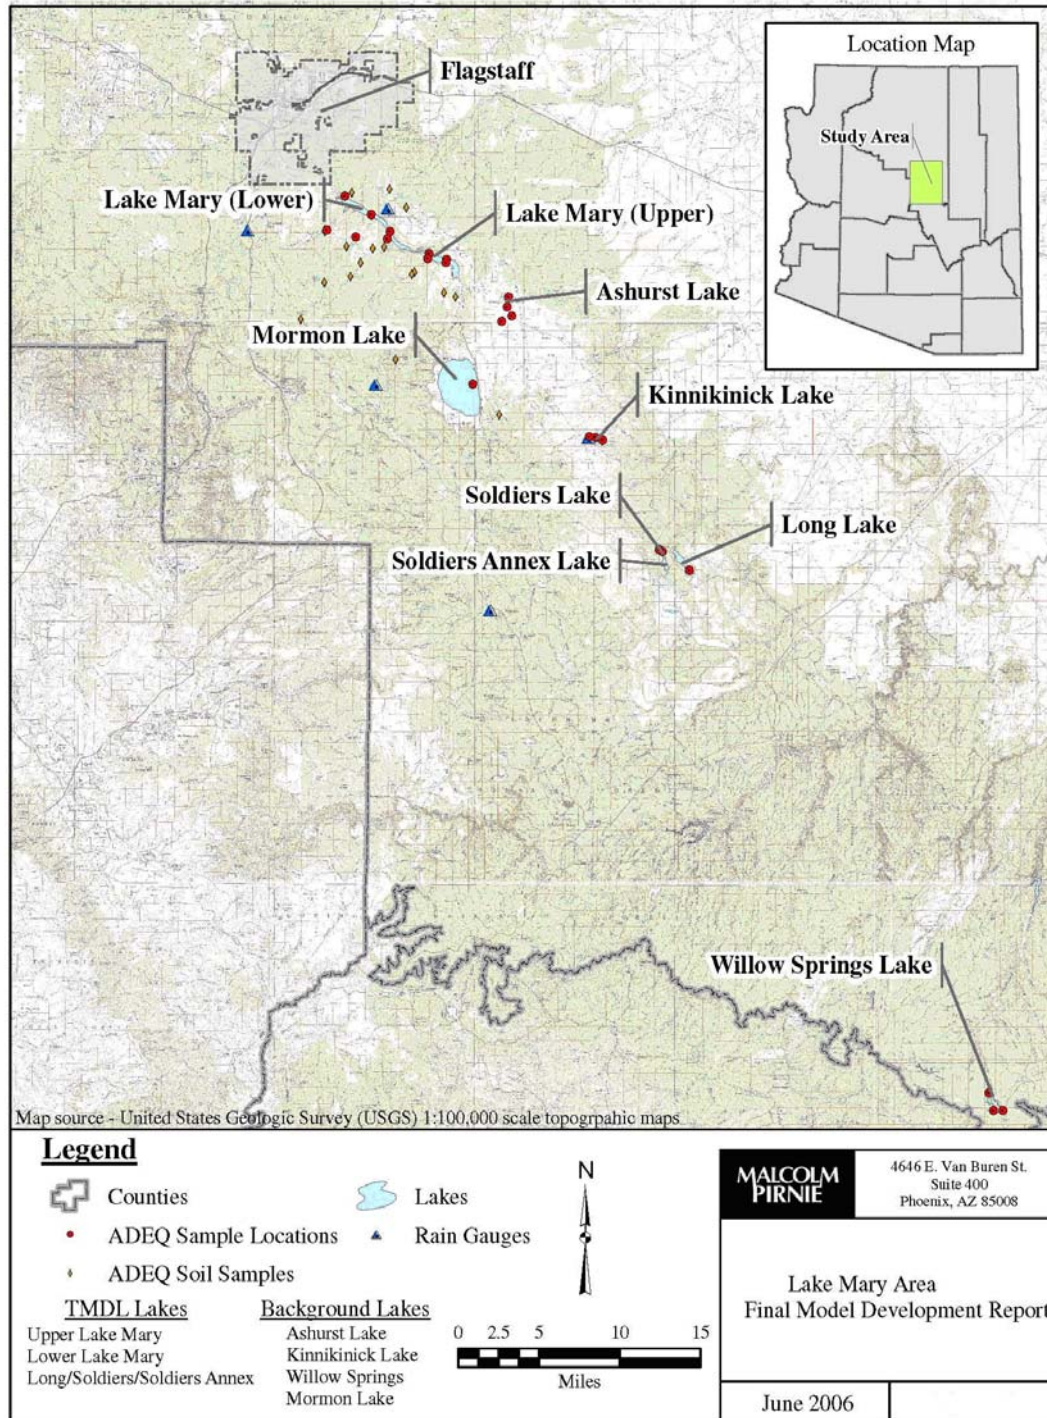 Location Map
Study Area
Flagstaff
Lake Mary (Lower)
Lake Mary (Upper)
Ashurst Lake
Mormon Lake
Kinnikinick Lake
Soldiers Lake
Long Lake
Soldiers Annex Lake
Willow Springs Lake
Map source - United States Geologic Survey (USGS) 1:100,000 scale topogrpahic maps
Legend
Counties
Lakes
ADEQ Sample Locations
Rain Gauges
ADEQ Soil Samples
TMDL Lakes
Upper Lake Mary
Lower Lake Mary
Long/Soldiers/Soldiers Annex
Background Lakes
Ashurst Lake
Kinnikinick Lake
Willow Springs
Mormon Lake
N
0 2.5 5 10 15
Miles
MALCOLM
PIRNIE
4646 E. Van Buren St.
Suite 400
Phoenix, AZ 85008
Lake Mary Area
Final Model Development Report
June 2006